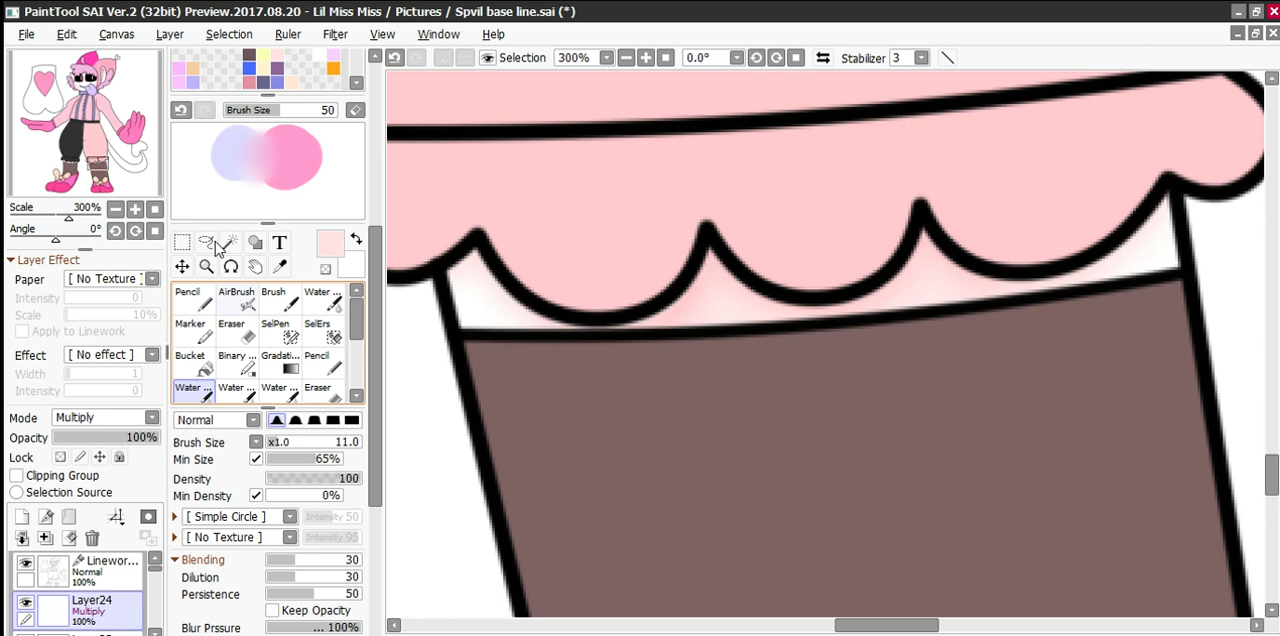 PaintTool SAI Ver.2 (32bit) Preview.2017.08.20 - Lil Miss Miss / Pictures / Spvil base line.sai (*)
File Edit Canvas Layer Selection Ruler Filter View Window Help
Selection 300% 0.0° Stabilizer 3
Brush Size 50
Scale 300%
Angle 0°
T
Layer Effect
Paper [ No Texture ]
Intensity 0
Scale 10%
Apply to Linework
Effect [ No effect ]
Width 1
Intensity 0
Mode Multiply
Opacity 100%
Lock
Clipping Group
Selection Source
Linewor...
Normal
100%
Layer24
Multiply
100%
Pencil AirBrush Brush Water ...
Marker Eraser SelPen SelErs
Bucket Binary ... Gradati... Pencil
Water ... Water ... Water ... Eraser
Normal
Brush Size x1.0 11.0
Min Size 65%
Density 100
Min Density 0%
[ Simple Circle ] Intensity 50
[ No Texture ] Intensity 95
Blending 30
Dilution 30
Persistence 50
Keep Opacity
Blur Prssure ... 100%